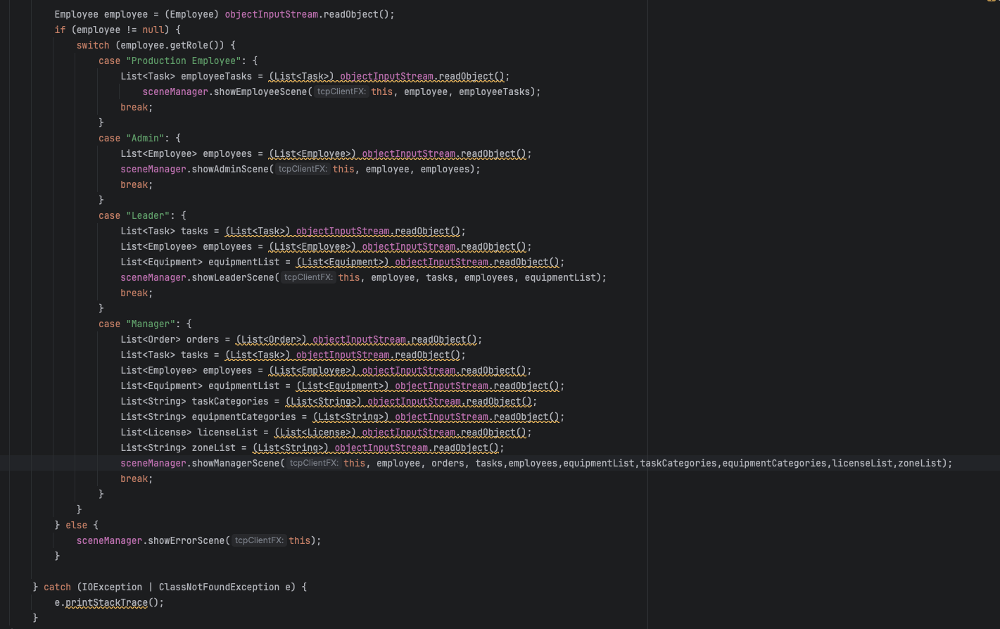 Employee employee = (Employee) objectInputStream.readObject();
if (employee != null) {
switch (employee.getRole()) {
case "Production Employee": {
List<Task> employeeTasks = (List<Task>) objectInputStream.readObject();
sceneManager.showEmployeeScene( tcpClientFX: this, employee, employeeTasks);
break;
}
case "Admin": {
List<Employee> employees = (List<Employee>) objectInputStream.readObject();
sceneManager.showAdminScene( tcpClientFX: this, employee, employees);
break;
}
case "Leader": {
List<Task> tasks = (List<Task>) objectInputStream.readObject();
List<Employee> employees = (List<Employee>) objectInputStream.readObject();
List<Equipment> equipmentList = (List<Equipment>) objectInputStream.readObject();
sceneManager.showLeaderScene( tcpClientFX: this, employee, tasks, employees, equipmentList);
break;
}
case "Manager": {
List<Order> orders = (List<Order>) objectInputStream.readObject();
List<Task> tasks = (List<Task>) objectInputStream.readObject();
List<Employee> employees = (List<Employee>) objectInputStream.readObject();
List<Equipment> equipmentList = (List<Equipment>) objectInputStream.readObject();
List<String> taskCategories = (List<String>) objectInputStream.readObject();
List<String> equipmentCategories = (List<String>) objectInputStream.readObject();
List<License> licenseList = (List<License>) objectInputStream.readObject();
List<String> zoneList = (List<String>) objectInputStream.readObject();
sceneManager.showManagerScene( tcpClientFX: this, employee, orders, tasks,employees,equipmentList,taskCategories,equipmentCategories,licenseList,zoneList);
break;
}
}
} else {
sceneManager.showErrorScene( tcpClientFX: this);
}
} catch (IOException | ClassNotFoundException e) {
e.printStackTrace();
}